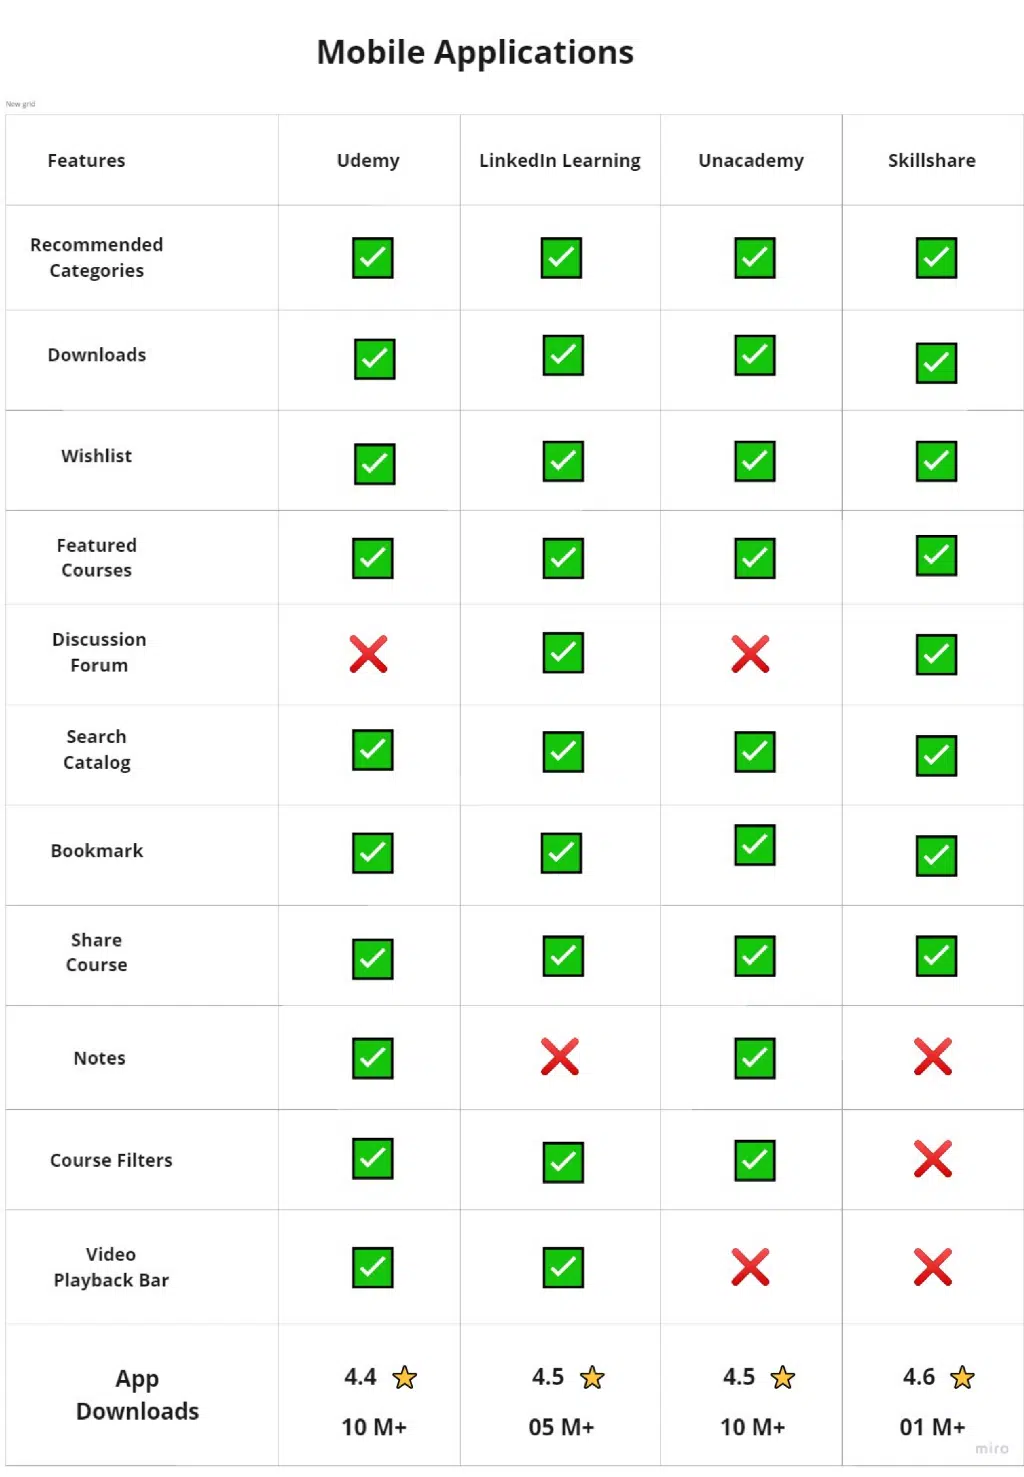 Mobile Applications
New grid
Features Udemy LinkedIn Learning Unacademy Skillshare
Recommended
Categories
Downloads
Wishlist
Featured
Courses
Discussion
Forum
Search
Catalog
Bookmark
Share
Course
Notes
Course Filters
Video
Playback Bar
App
Downloads
4.4 4.5 4.5 4.6
10 M+ 05 M+ 10 M+ 01 M+
miro